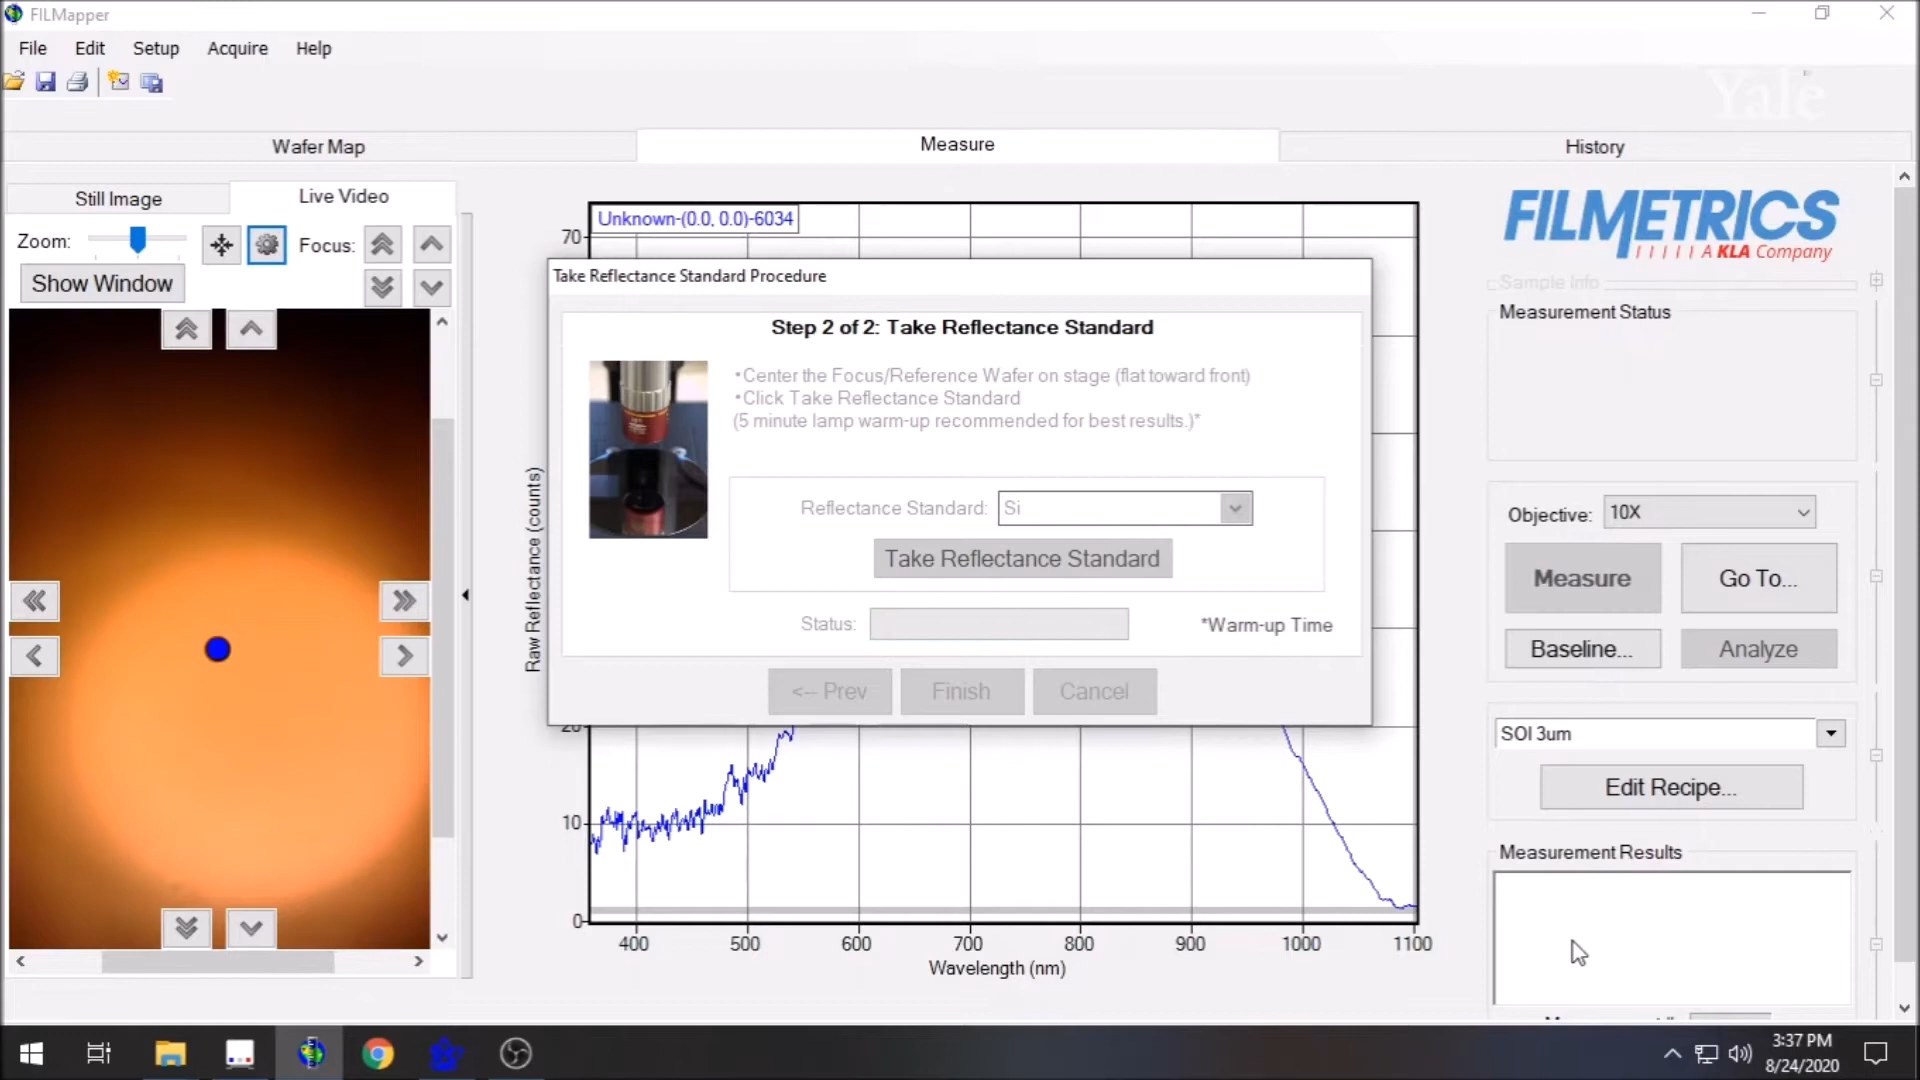 FILMapper
File Edit Setup Acquire Help
Yale
Wafer Map Measure History
Still Image Live Video
Zoom: Focus:
Show Window
Unknown-(0.0, 0.0)-6034
70
20
10
0
400 500 600 700 800 900 1000 1100
Wavelength (nm)
Raw Reflectance (counts)
Take Reflectance Standard Procedure
Step 2 of 2: Take Reflectance Standard
•Center the Focus/Reference Wafer on stage (flat toward front)
•Click Take Reflectance Standard
(5 minute lamp warm-up recommended for best results.)*
Reflectance Standard: Si
Take Reflectance Standard
Status: *Warm-up Time
<-- Prev Finish Cancel
FILMETRICS
A KLA Company
Sample Info
Measurement Status
Objective: 10X
Measure Go To...
Baseline... Analyze
SOI 3um
Edit Recipe...
Measurement Results
3:37 PM
8/24/2020